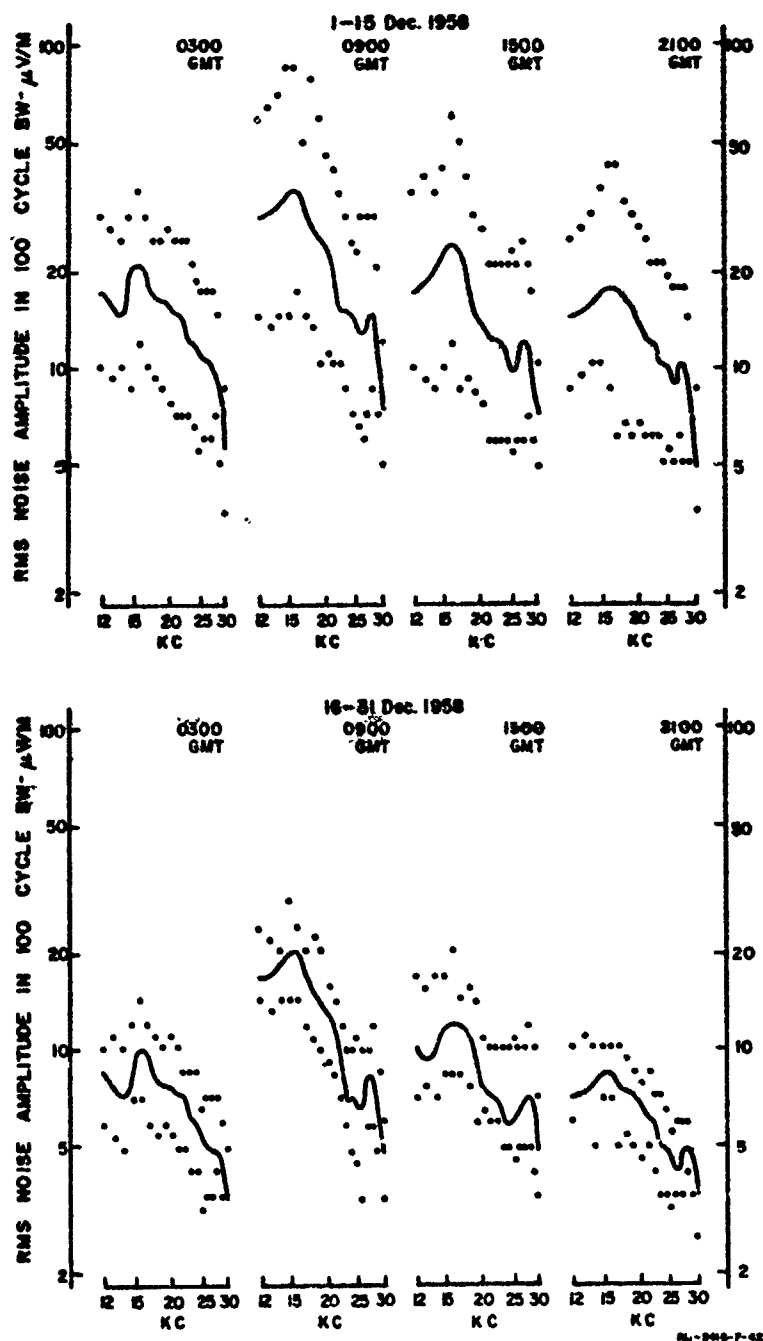 1-15 Dec. 1958
0300 GMT
0900 GMT
1500 GMT
2100 GMT
RMS NOISE AMPLITUDE IN 100 CYCLE BW-μV/M
100
50
20
10
5
2
100
50
20
10
5
2
12 15 20 25 30
KC
12 15 20 25 30
KC
12 15 20 25 30
KC
12 15 20 25 30
KC
16-31 Dec. 1958
0300 GMT
0900 GMT
1500 GMT
2100 GMT
RMS NOISE AMPLITUDE IN 100 CYCLE BW-μV/M
100
50
20
10
5
2
100
50
20
10
5
2
12 15 20 25 30
KC
12 15 20 25 30
KC
12 15 20 25 30
KC
12 15 20 25 30
KC